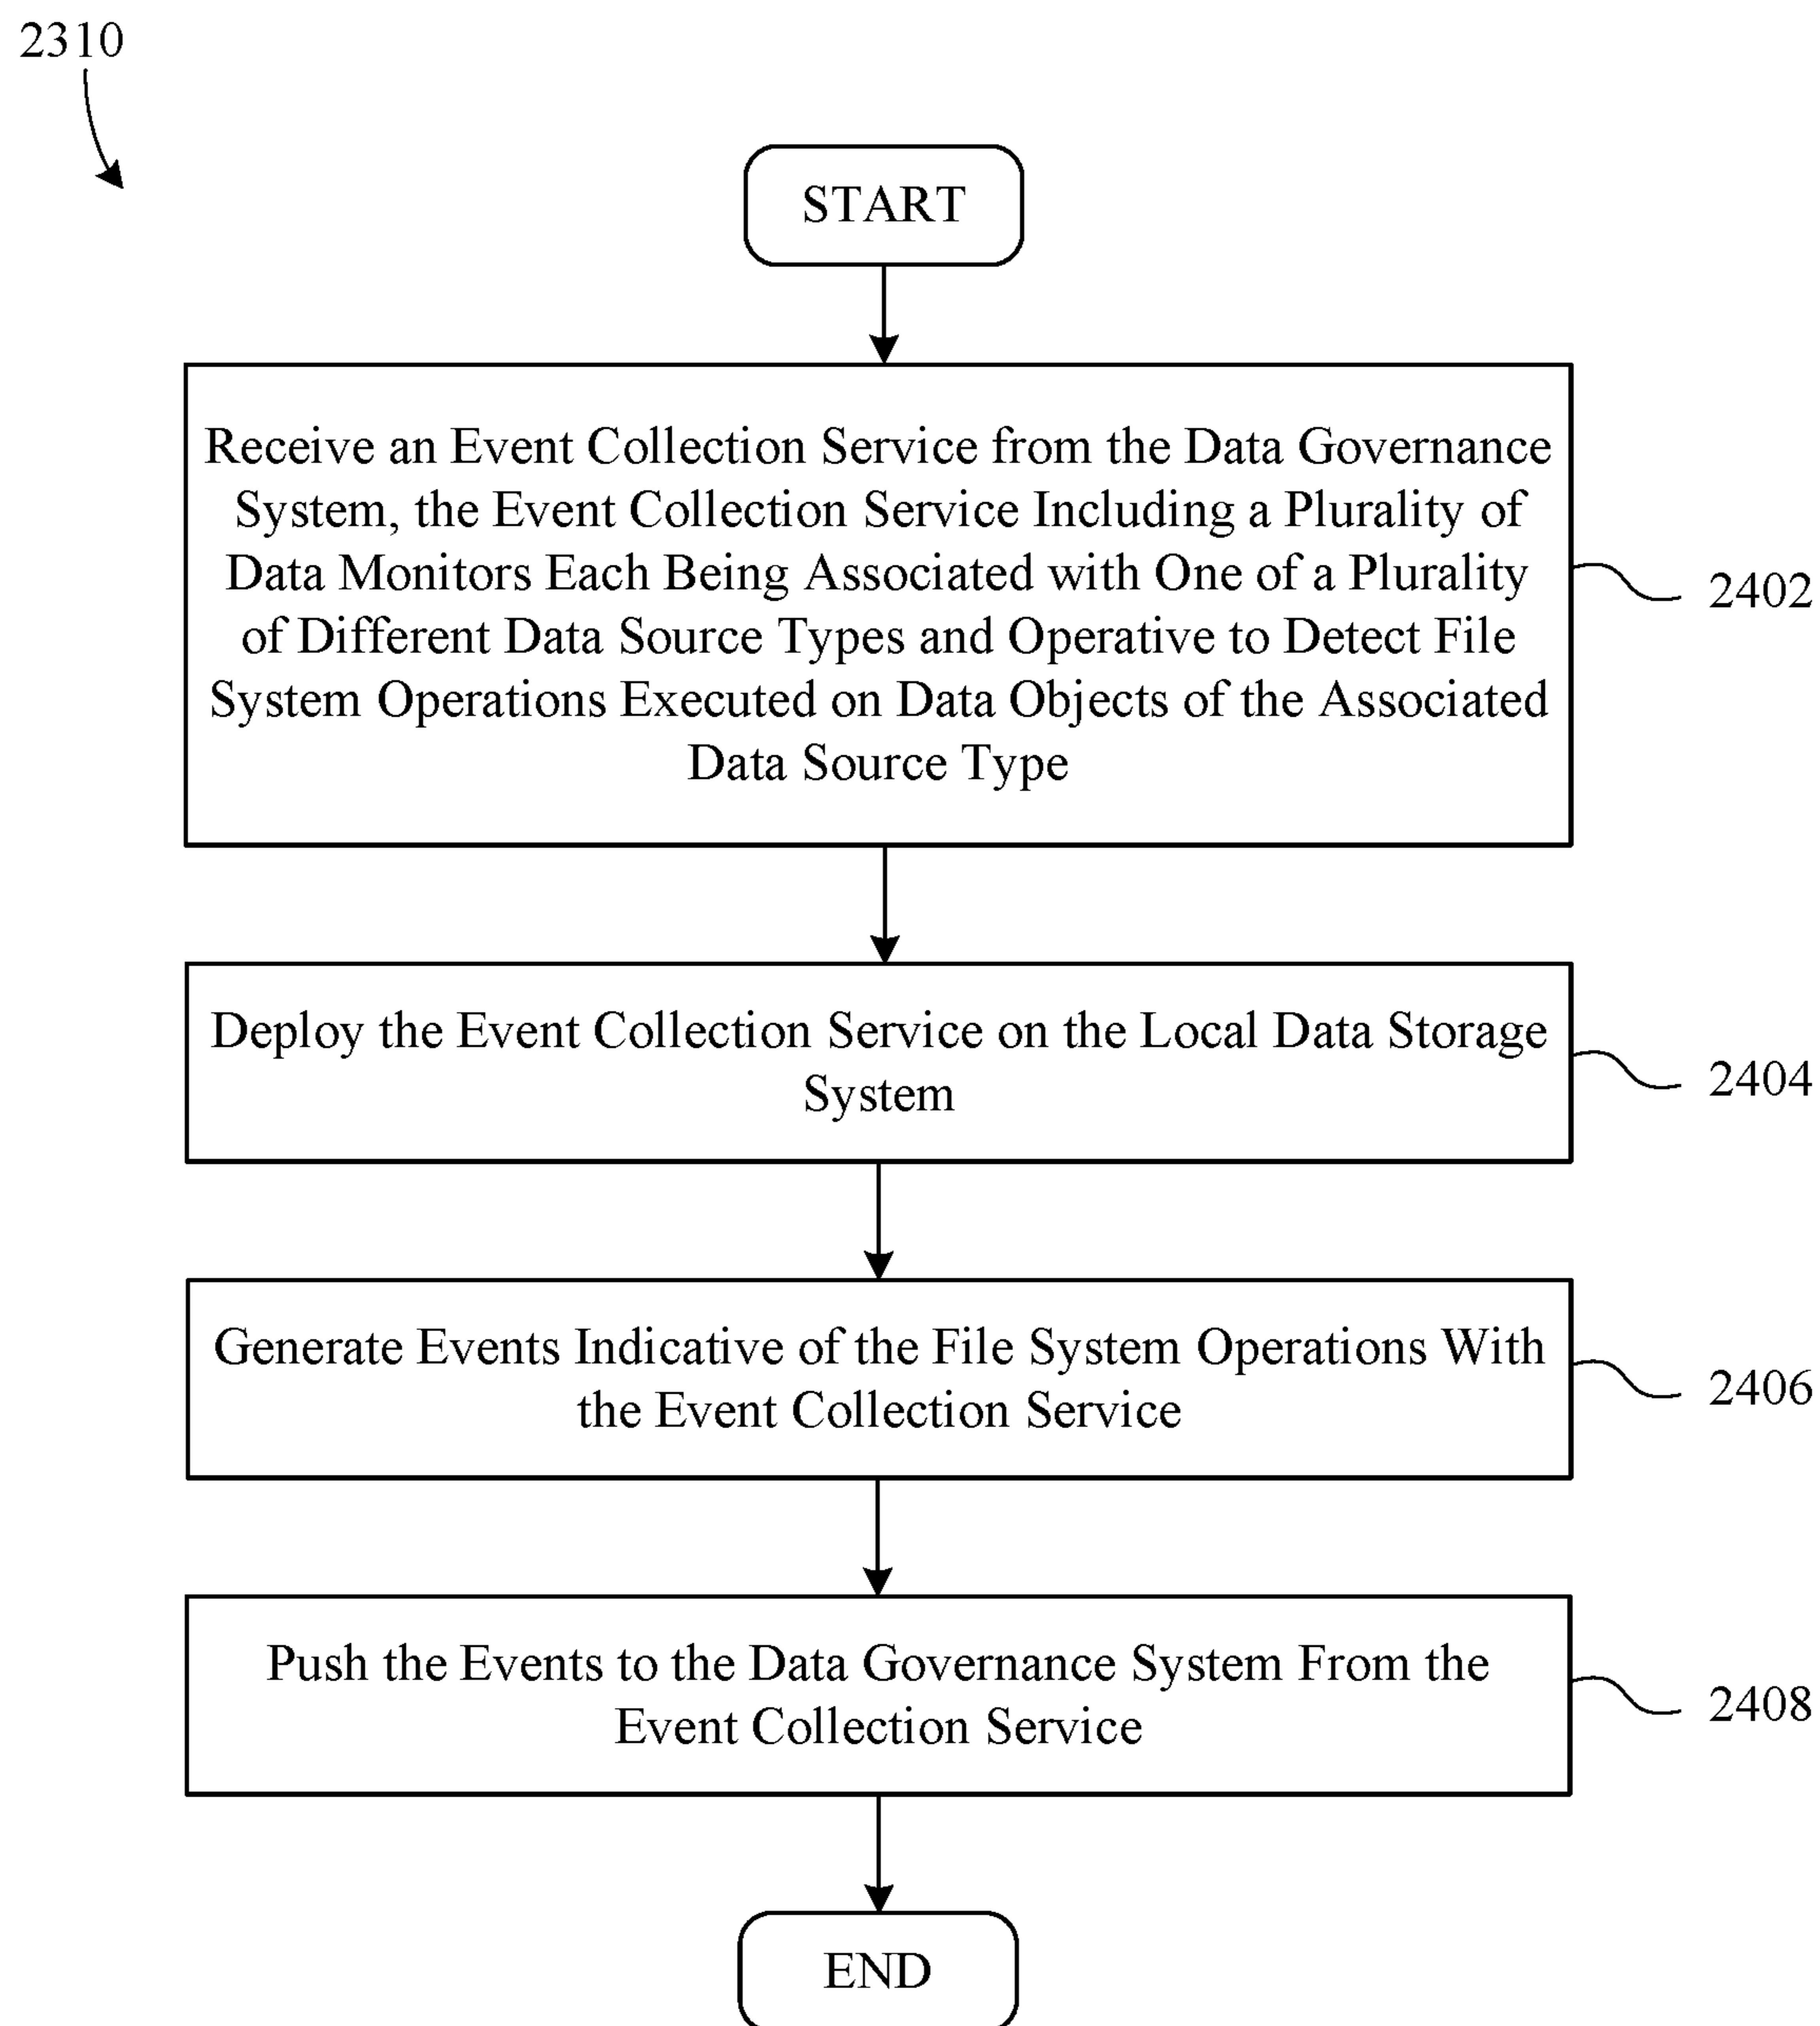 2310
START
Receive an Event Collection Service from the Data Governance
System, the Event Collection Service Including a Plurality of
Data Monitors Each Being Associated with One of a Plurality
of Different Data Source Types and Operative to Detect File
System Operations Executed on Data Objects of the Associated
Data Source Type
2402
Deploy the Event Collection Service on the Local Data Storage
System
2404
Generate Events Indicative of the File System Operations With
the Event Collection Service
2406
Push the Events to the Data Governance System From the
Event Collection Service
2408
END